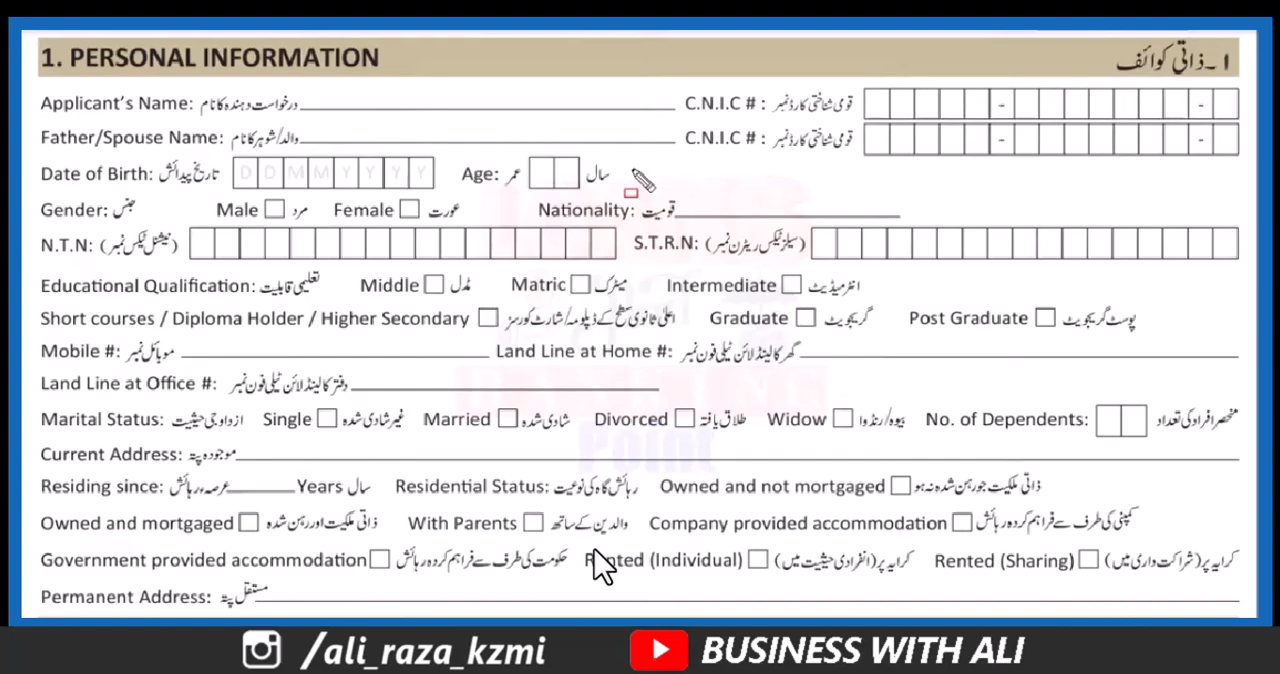 1. PERSONAL INFORMATION ۱۔ ذاتی کوائف
Applicant's Name: درخواست دہندہ کا نام C.N.I.C # : قومی شناختی کارڈ نمبر - -
Father/Spouse Name: والد/شوہر کا نام C.N.I.C # : قومی شناختی کارڈ نمبر - -
Date of Birth: تاریخ پیدائش D D M M Y Y Y Y Age: عمر سال
Gender: جنس Male مرد Female عورت Nationality: قومیت
N.T.N: (نیشنل ٹیکس نمبر) S.T.R.N: (سیلز ٹیکس ریٹرن نمبر)
Educational Qualification: تعلیمی قابلیت Middle مڈل Matric میٹرک Intermediate انٹرمیڈیٹ
Short courses / Diploma Holder / Higher Secondary اعلیٰ ثانوی سطح کے ڈپلومہ/شارٹ کورسز Graduate گریجویٹ Post Graduate پوسٹ گریجویٹ
Mobile #: موبائل نمبر Land Line at Home #: گھر کا لینڈ لائن ٹیلی فون نمبر
Land Line at Office #: دفتر کا لینڈ لائن ٹیلی فون نمبر
Marital Status: ازدواجی حیثیت Single غیر شادی شدہ Married شادی شدہ Divorced طلاق یافتہ Widow بیوہ/رنڈوا No. of Dependents: منحصر افراد کی تعداد
Current Address: موجودہ پتہ
Residing since: عرصہ رہائش Years سال Residential Status: رہائش گاہ کی نوعیت Owned and not mortgaged ذاتی ملکیت جو رہن شدہ نہ ہو
Owned and mortgaged ذاتی ملکیت اور رہن شدہ With Parents والدین کے ساتھ Company provided accommodation کمپنی کی طرف سے فراہم کردہ رہائش
Government provided accommodation حکومت کی طرف سے فراہم کردہ رہائش Rented (Individual) کرایہ پر (انفرادی حیثیت میں) Rented (Sharing) کرایہ پر (شراکت داری میں)
Permanent Address: مستقل پتہ
Point
/ali_raza_kzmi BUSINESS WITH ALI